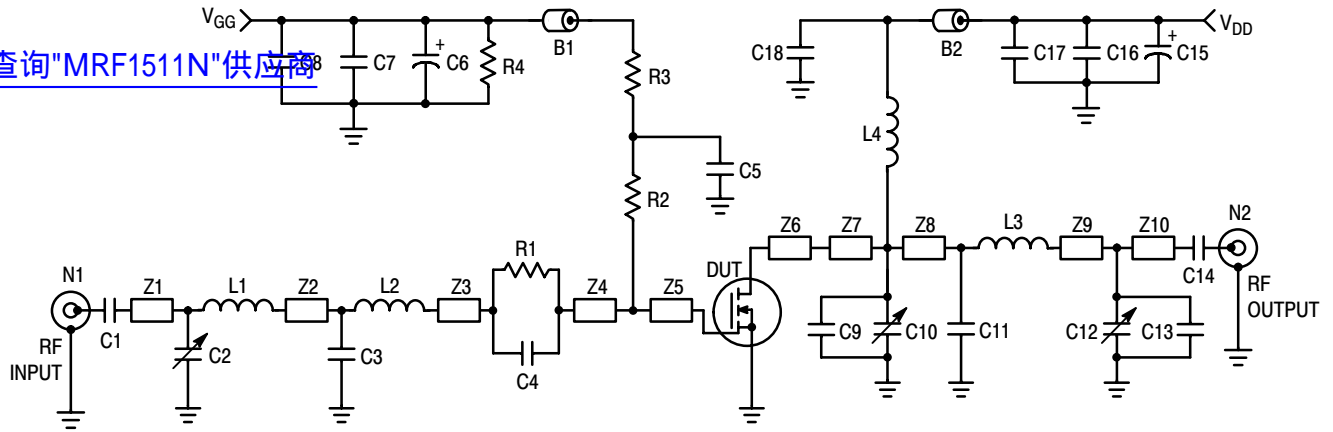 VGG
B1
C18
B2
VDD
查询"MRF1511N"供应商
C8
C7
+
C6
R4
R3
C17
C16
+
C15
L4
C5
R2
Z6
Z7
Z8
L3
Z9
Z10
N2
R1
DUT
C14
RF
OUTPUT
N1
Z1
L1
Z2
L2
Z3
Z4
Z5
C1
RF
INPUT
C2
C3
C4
C9
C10
C11
C12
C13